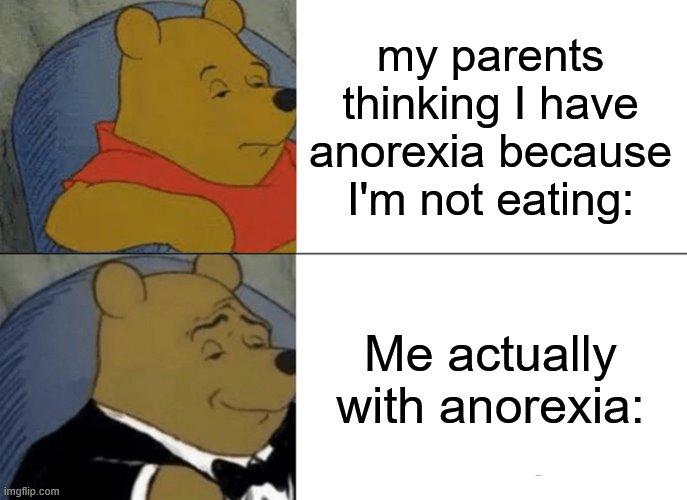 my parents
thinking I have
anorexia because
I'm not eating:
Me actually
with anorexia:
imgflip.com